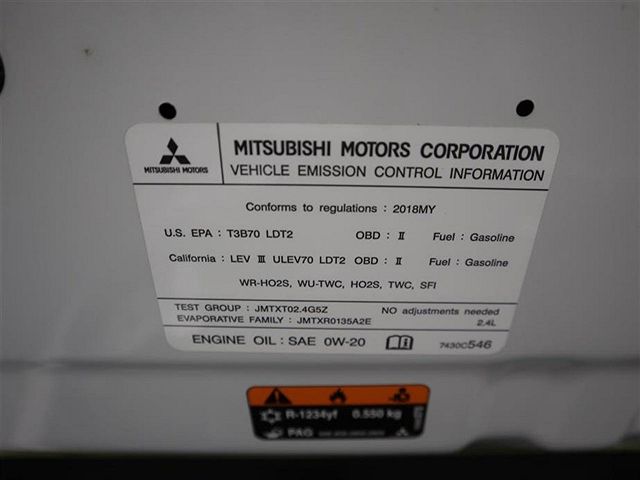 MITSUBISHI MOTORS
MITSUBISHI MOTORS CORPORATION
VEHICLE EMISSION CONTROL INFORMATION
Conforms to regulations : 2018MY
U.S. EPA : T3B70 LDT2 OBD : Ⅱ Fuel : Gasoline
California : LEV Ⅲ ULEV70 LDT2 OBD : Ⅱ Fuel : Gasoline
WR-HO2S, WU-TWC, HO2S, TWC, SFI
TEST GROUP : JMTXT02.4G5Z NO adjustments needed
EVAPORATIVE FAMILY : JMTXR0135A2E 2.4L
ENGINE OIL : SAE 0W-20 7430C546
R-1234yf 0.550 kg
PAG